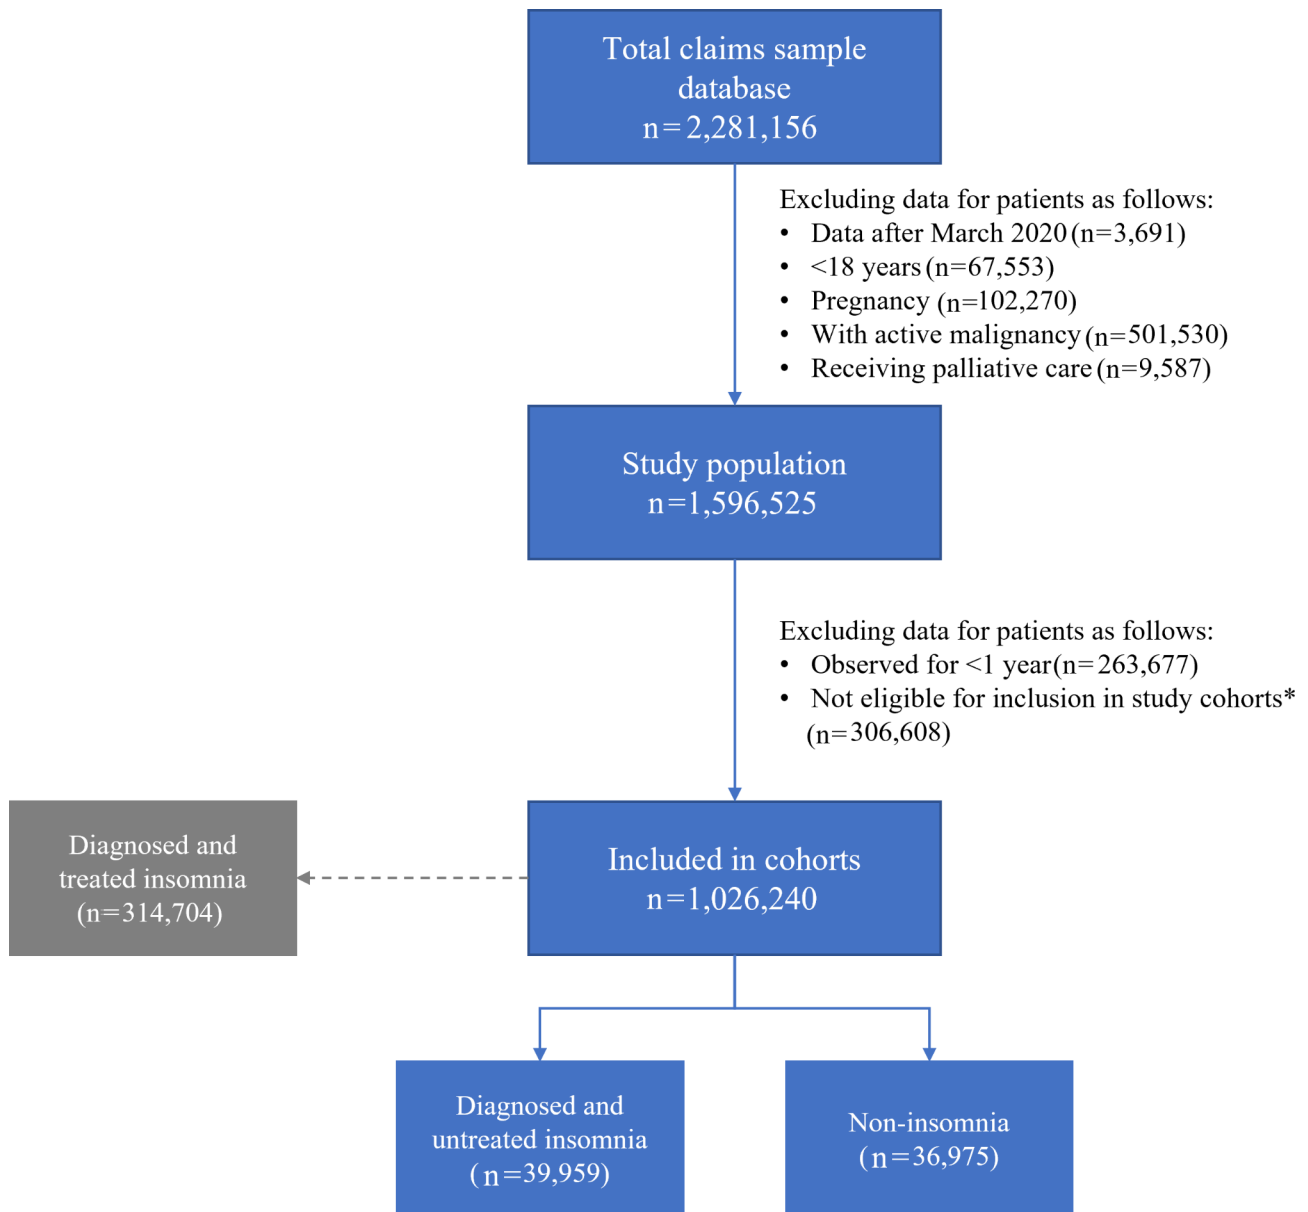 Total claims sample
database
n=2,281,156
Excluding data for patients as follows:
• Data after March 2020 (n=3,691)
• <18 years (n=67,553)
• Pregnancy (n=102,270)
• With active malignancy (n=501,530)
• Receiving palliative care (n=9,587)
Study population
n=1,596,525
Excluding data for patients as follows:
• Observed for <1 year (n=263,677)
• Not eligible for inclusion in study cohorts*
(n=306,608)
Diagnosed and
treated insomnia
(n=314,704)
Included in cohorts
n=1,026,240
Diagnosed and
untreated insomnia
(n=39,959)
Non-insomnia
(n=36,975)